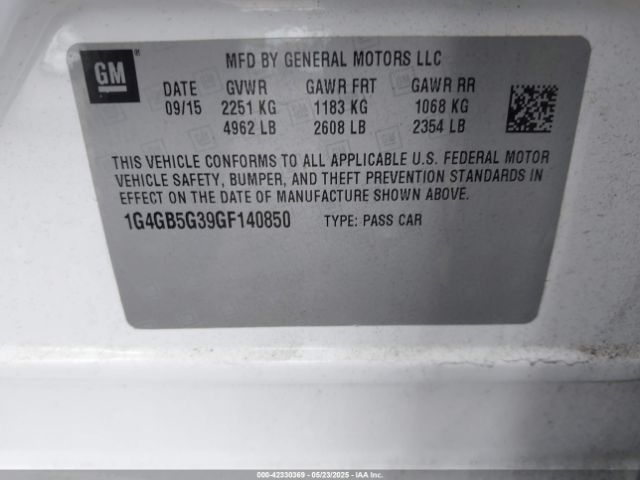 GM
MFD BY GENERAL MOTORS LLC
DATE GVWR GAWR FRT GAWR RR
09/15 2251 KG 1183 KG 1068 KG
4962 LB 2608 LB 2354 LB
THIS VEHICLE CONFORMS TO ALL APPLICABLE U.S. FEDERAL MOTOR
VEHICLE SAFETY, BUMPER, AND THEFT PREVENTION STANDARDS IN
EFFECT ON THE DATE OF MANUFACTURE SHOWN ABOVE.
1G4GB5G39GF140850 TYPE: PASS CAR
000-42330369 - 05/23/2025 - IAAI Inc.